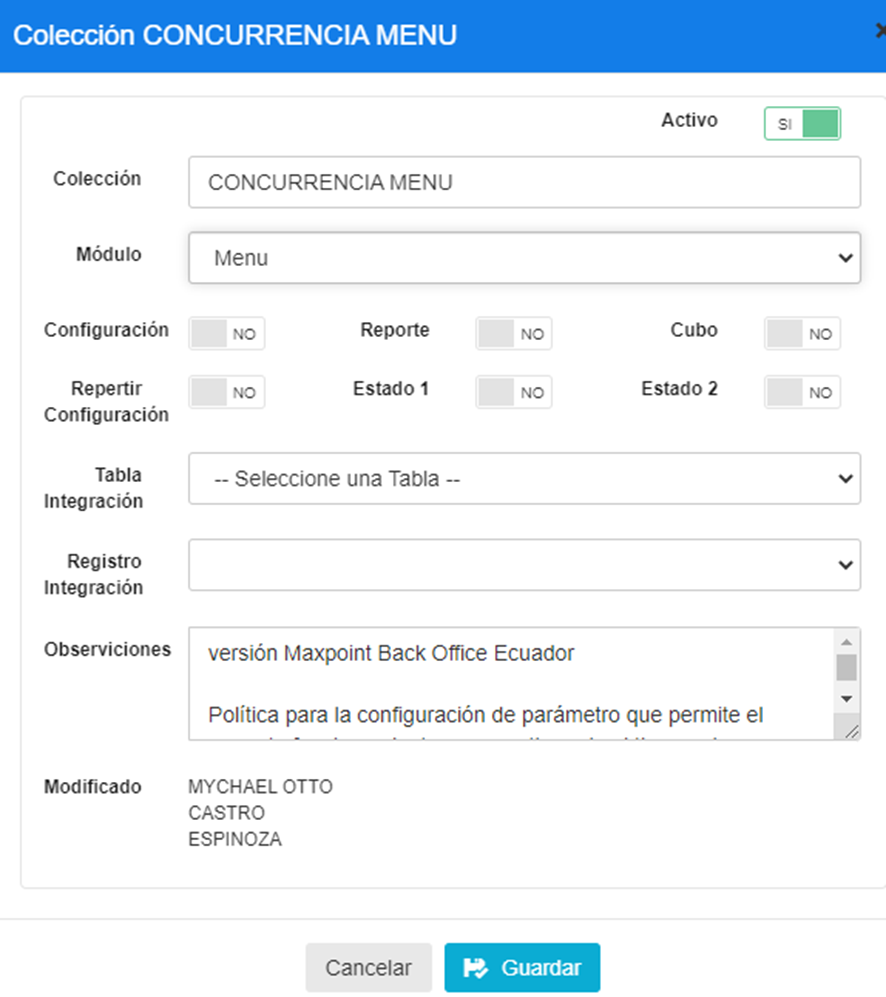 Colección CONCURRENCIA MENU
Activo SI
Colección CONCURRENCIA MENU
Módulo Menu
Configuración NO Reporte NO Cubo NO
Repertir Configuración NO Estado 1 NO Estado 2 NO
Tabla Integración -- Seleccione una Tabla --
Registro Integración
Observiciones versión Maxpoint Back Office Ecuador
Política para la configuración de parámetro que permite el
Modificado MYCHAEL OTTO
CASTRO
ESPINOZA
Cancelar Guardar